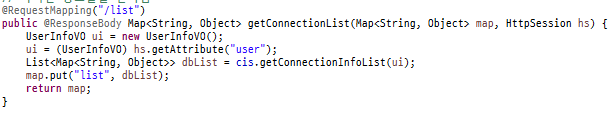 @RequestMapping("/list")
public @ResponseBody Map<String, Object> getConnectionList(Map<String, Object> map, HttpSession hs) {
    UserInfoVO ui = new UserInfoVO();
    ui = (UserInfoVO) hs.getAttribute("user");
    List<Map<String, Object>> dbList = cis.getConnectionInfoList(ui);
    map.put("list", dbList);
    return map;
}